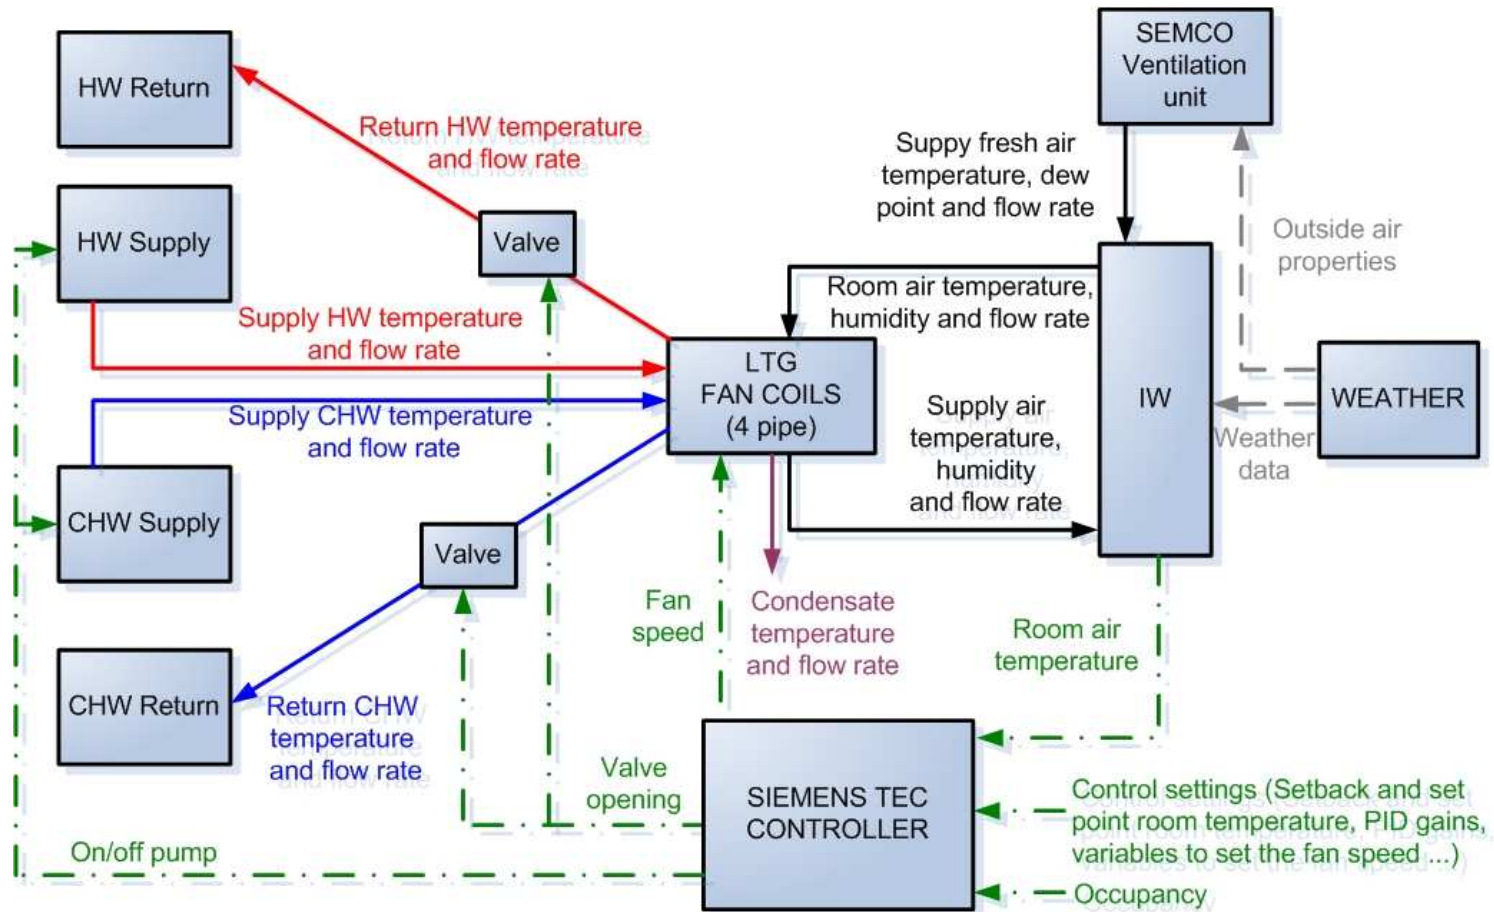 SEMCO
Ventilation
unit
HW Return
Return HW temperature
and flow rate
Suppy fresh air
temperature, dew
point and flow rate
HW Supply
Valve
Outside air
properties
Room air temperature,
humidity and flow rate
Supply HW temperature
and flow rate
LTG
FAN COILS
(4 pipe)
IW
WEATHER
Supply CHW temperature
and flow rate
Supply air
temperature,
humidity
and flow rate
Weather
data
CHW Supply
Valve
Fan
speed
Condensate
temperature
and flow rate
Room air
temperature
CHW Return
Return CHW
temperature
and flow rate
Valve
opening
SIEMENS TEC
CONTROLLER
Control settings (Setback and set
point room temperature, PID gains,
variables to set the fan speed ...)
On/off pump
Occupancy